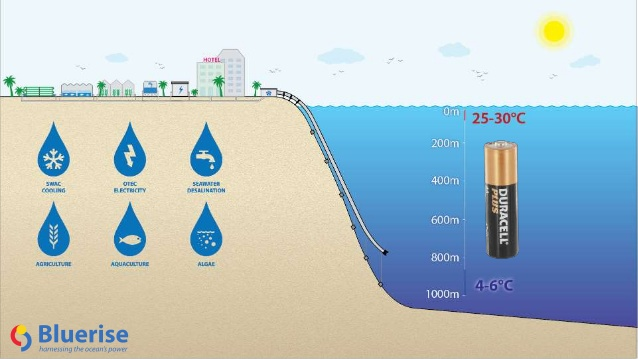 HOTEL
0m
25-30°C
200m
400m
600m
800m
1000m
4-6°C
DURACELL
PLUS
SWAC
COOLING
OTEC
ELECTRICITY
SEAWATER
DESALINATION
AGRICULTURE
AQUACULTURE
ALGAE
Bluerise
harnessing the ocean's power